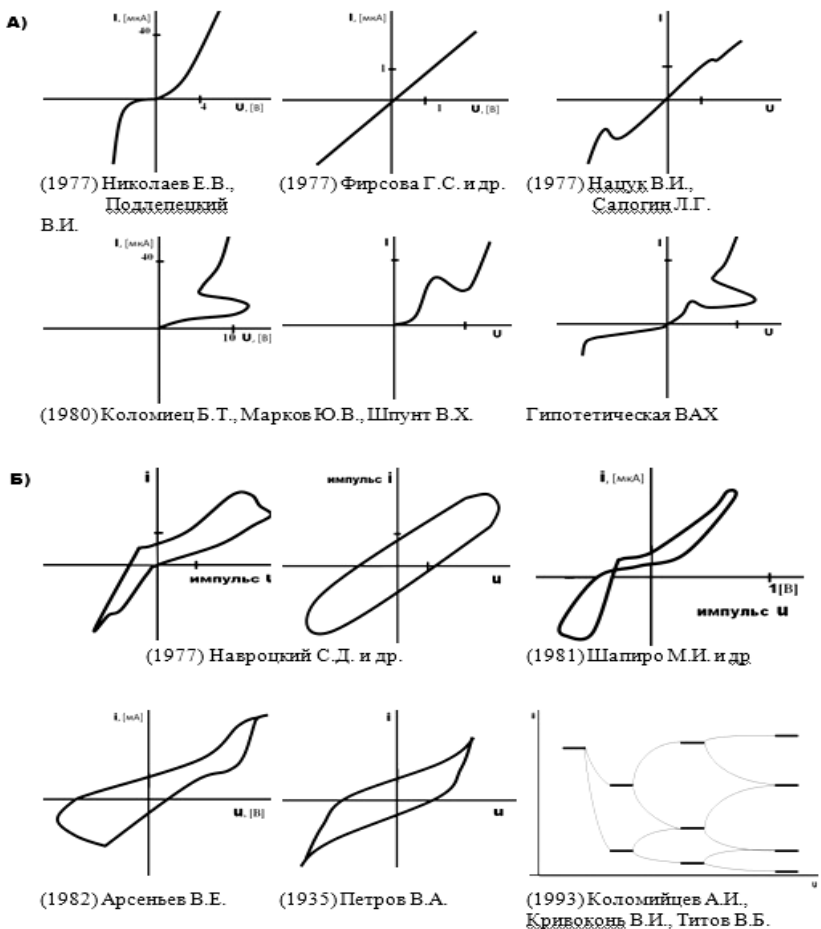 А)
I, [мкА]
40
4
U, [В]
I, [мкА]
1
1
U, [В]
I
U
(1977) Николаев Е.В.,
Подлепецкий
В.И.
(1977) Фирсова Г.С. и др.
(1977) Нацук В.И.,
Сапогин Л.Г.
I, [мкА]
40
10 U, [В]
I
U
I
U
(1980) Коломиец Б.Т., Марков Ю.В., Шпунт В.Х.
Гипотетическая ВАХ
Б)
i
импульс
импульс i
u
i, [мкА]
1[В]
импульс u
(1977) Навроцкий С.Д. и др.
(1981) Шапиро М.И. и др
i, [мА]
u, [В]
i
u
u
(1982) Арсеньев В.Е.
(1935) Петров В.А.
(1993) Коломийцев А.И.,
Кривоконь В.И., Титов В.Б.